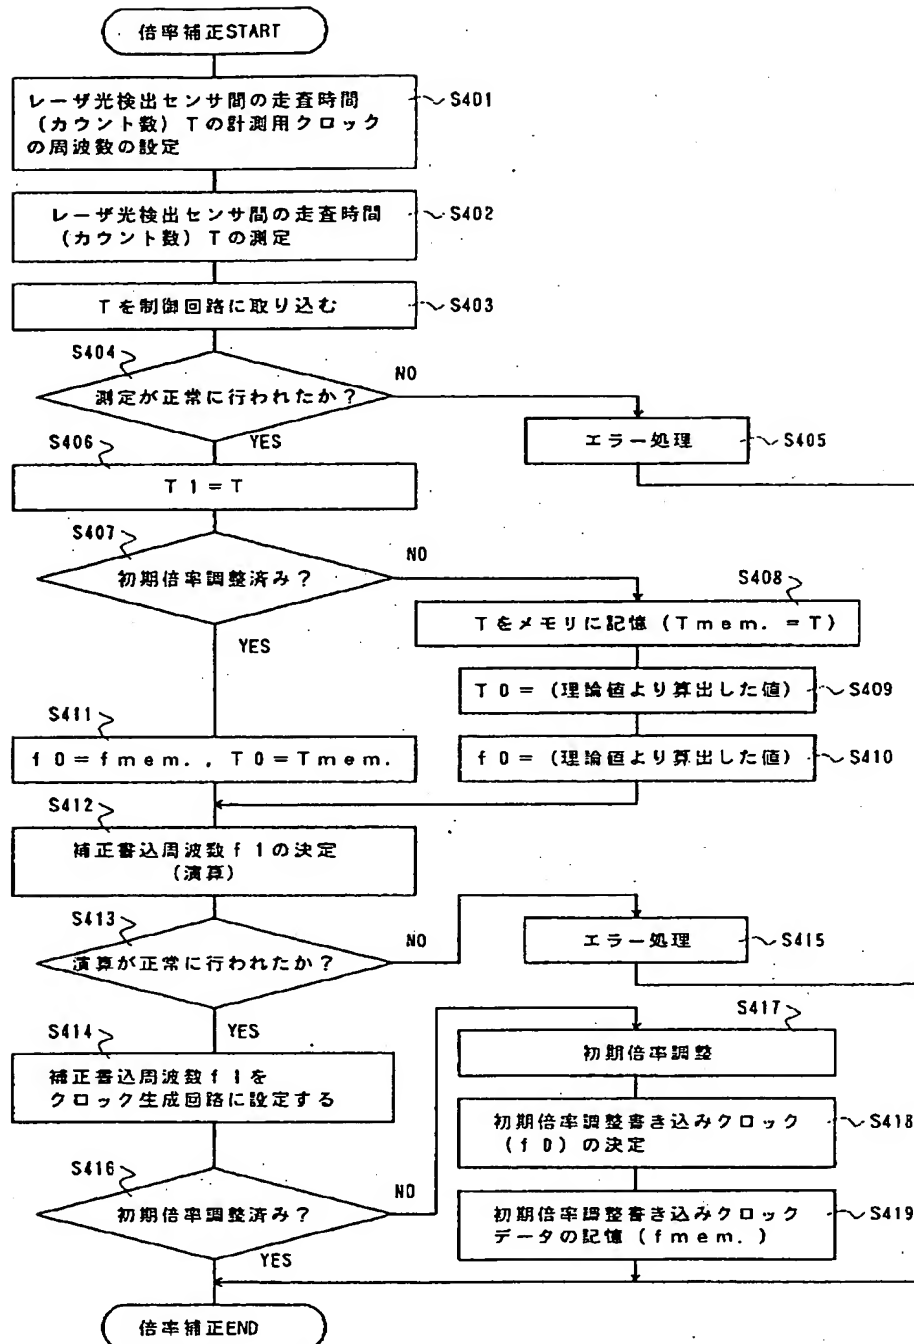 倍率補正START
レーザ光検出センサ間の走査時間
(カウント数) Tの計測用クロック
の周波数の設定
S401
レーザ光検出センサ間の走査時間
(カウント数) Tの測定
S402
Tを制御回路に取り込む
S403
S404
測定が正常に行われたか?
NO
YES
エラー処理
S405
S406
T1=T
S407
初期倍率調整済み?
NO
YES
S408
Tをメモリに記憶 (Tmem. =T)
T0= (理論値より算出した値)
S409
f0= (理論値より算出した値)
S410
S411
f0=fmem., T0=Tmem.
S412
補正書込周波数f1の決定
(演算)
S413
演算が正常に行われたか?
NO
YES
エラー処理
S415
S414
補正書込周波数f1を
クロック生成回路に設定する
S416
初期倍率調整済み?
NO
YES
S417
初期倍率調整
初期倍率調整書き込みクロック
(f0) の決定
S418
初期倍率調整書き込みクロック
データの記憶 (fmem.)
S419
倍率補正END